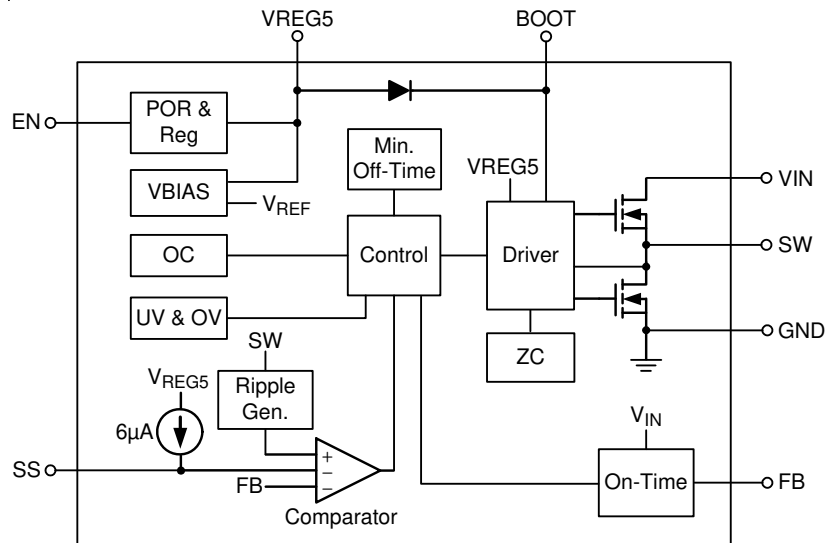 VREG5
BOOT
EN
POR &
Reg
Min.
Off-Time
VREG5
VIN
VBIAS
VREF
OC
Control
Driver
SW
UV & OV
GND
SW
ZC
VREG5
Ripple
Gen.
6µA
VIN
+
SS
−
FB
−
On-Time
FB
Comparator